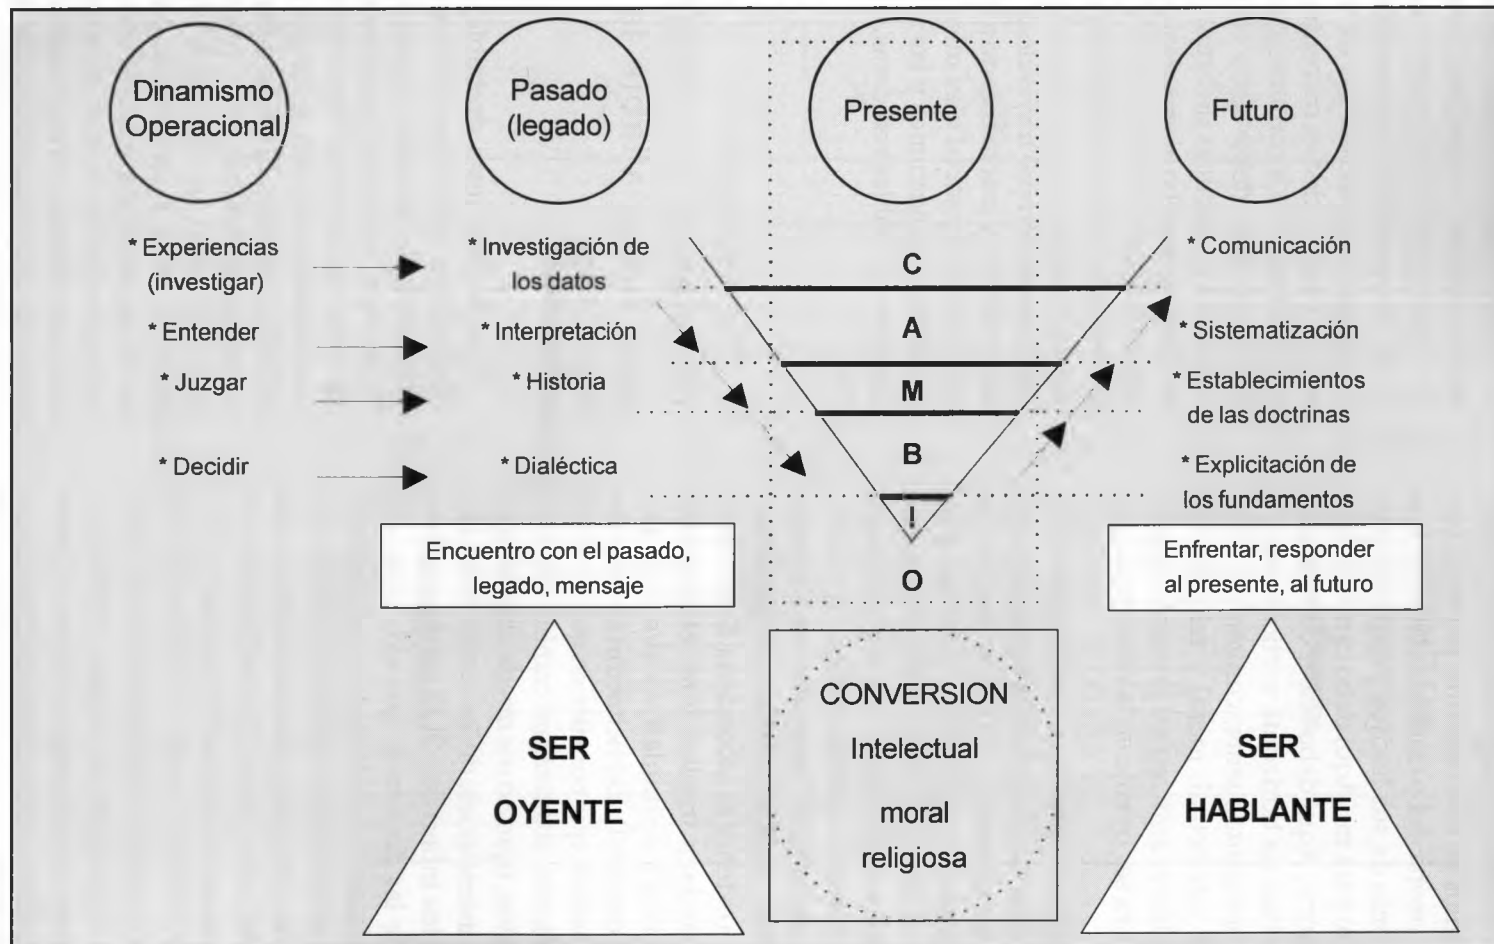 Dinamismo
Operacional
Pasado
(legado)
Presente
Futuro
* Experiencias
(investigar)
* Entender
* Juzgar
* Decidir
* Investigación de
los datos
* Interpretación
* Historia
* Dialéctica
C
A
M
B
I
O
* Comunicación
* Sistematización
* Establecimientos
de las doctrinas
* Explicitación de
los fundamentos
Encuentro con el pasado,
legado, mensaje
Enfrentar, responder
al presente, al futuro
SER
OYENTE
CONVERSION
Intelectual
moral
religiosa
SER
HABLANTE